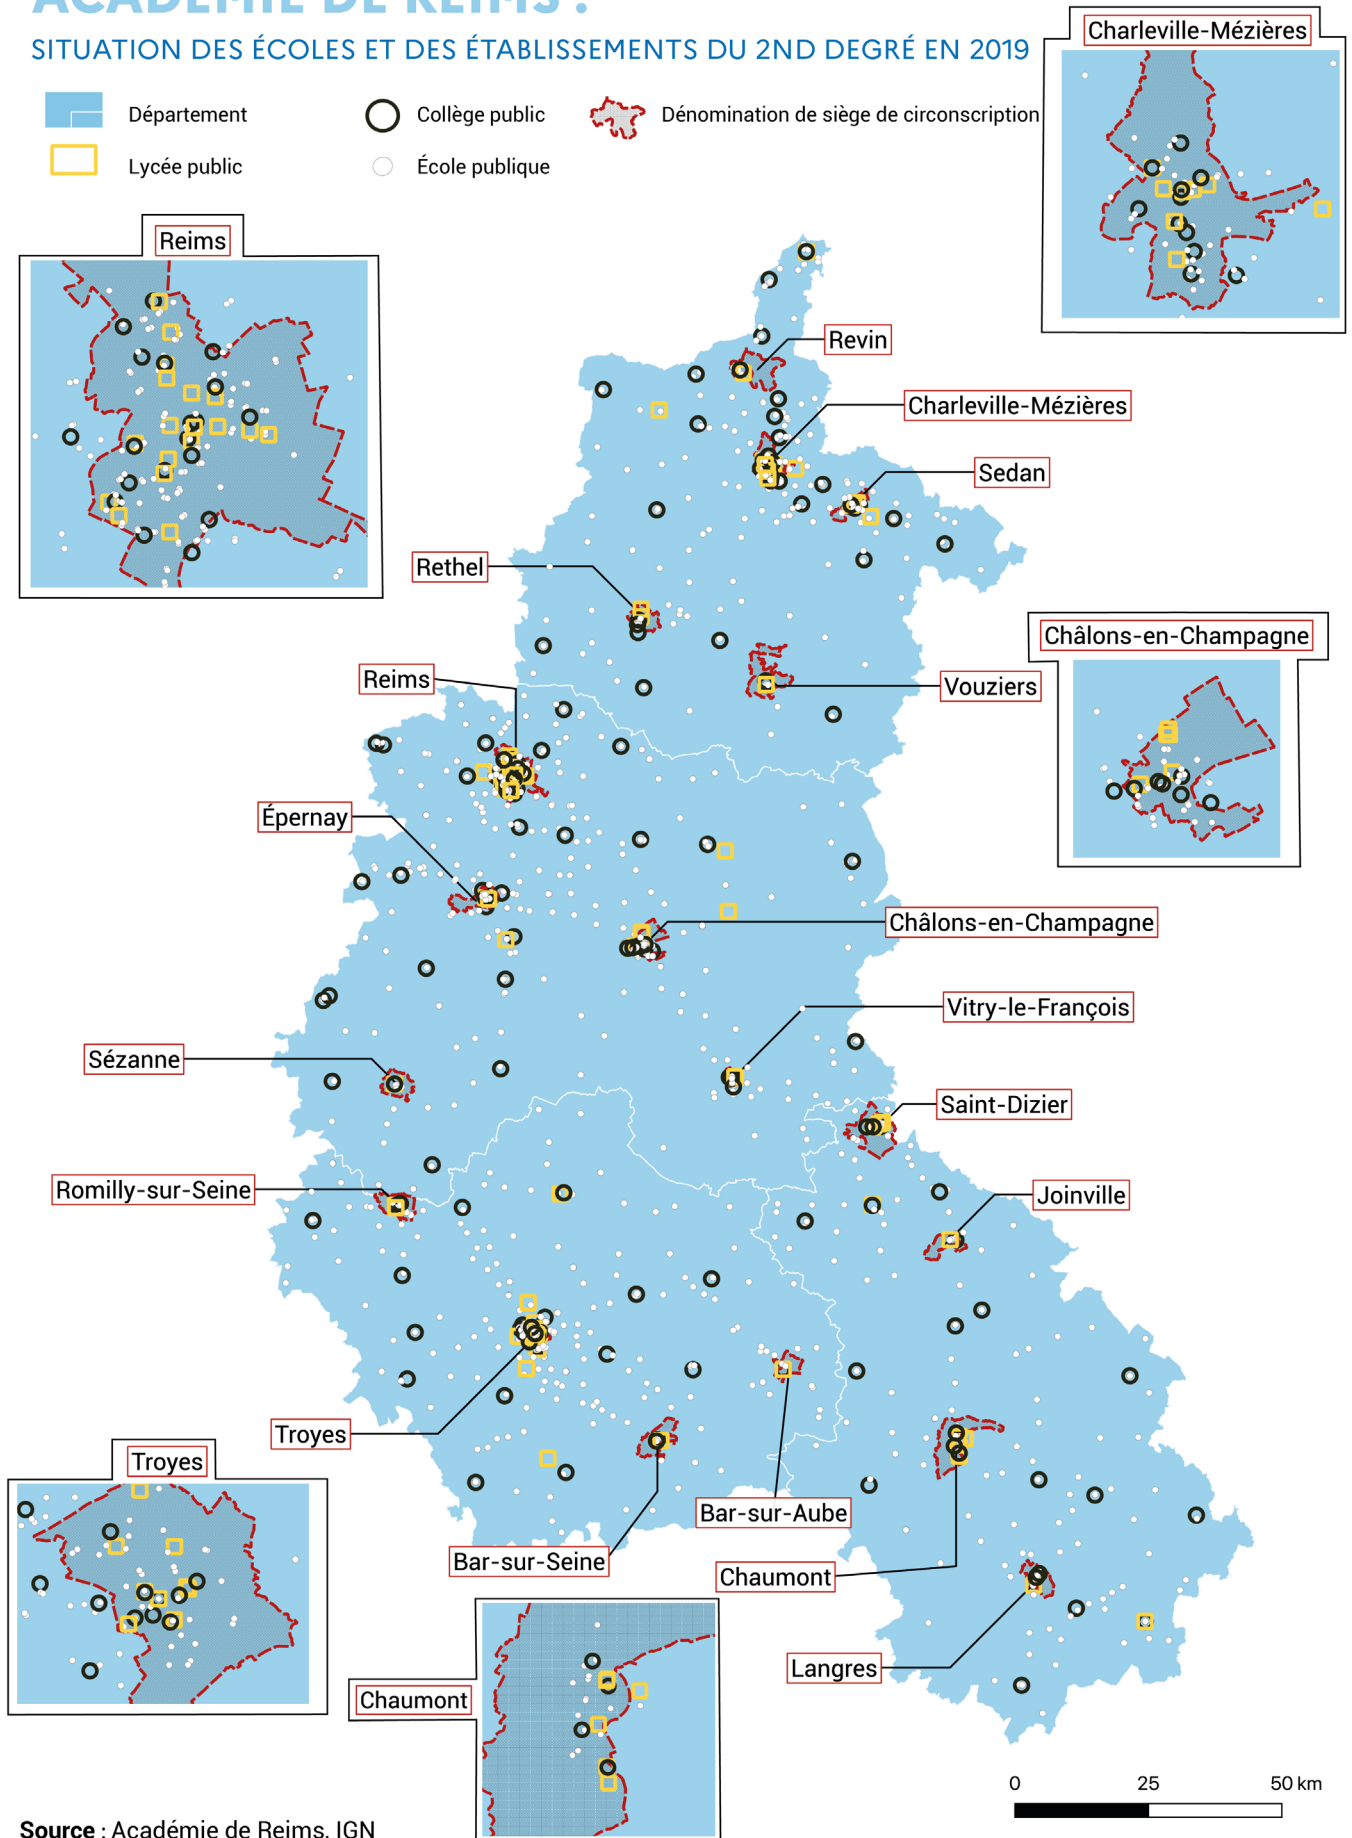 ACADÉMIE DE REIMS :
SITUATION DES ÉCOLES ET DES ÉTABLISSEMENTS DU 2ND DEGRÉ EN 2019
Charleville-Mézières
Département
Collège public
Dénomination de siège de circonscription
Lycée public
École publique
Reims
Revin
Charleville-Mézières
Sedan
Rethel
Châlons-en-Champagne
Reims
Vouziers
Épernay
Châlons-en-Champagne
Vitry-le-François
Sézanne
Saint-Dizier
Romilly-sur-Seine
Joinville
Troyes
Troyes
Bar-sur-Aube
Bar-sur-Seine
Chaumont
Langres
Chaumont
0 25 50 km
Source : Académie de Reims, IGN